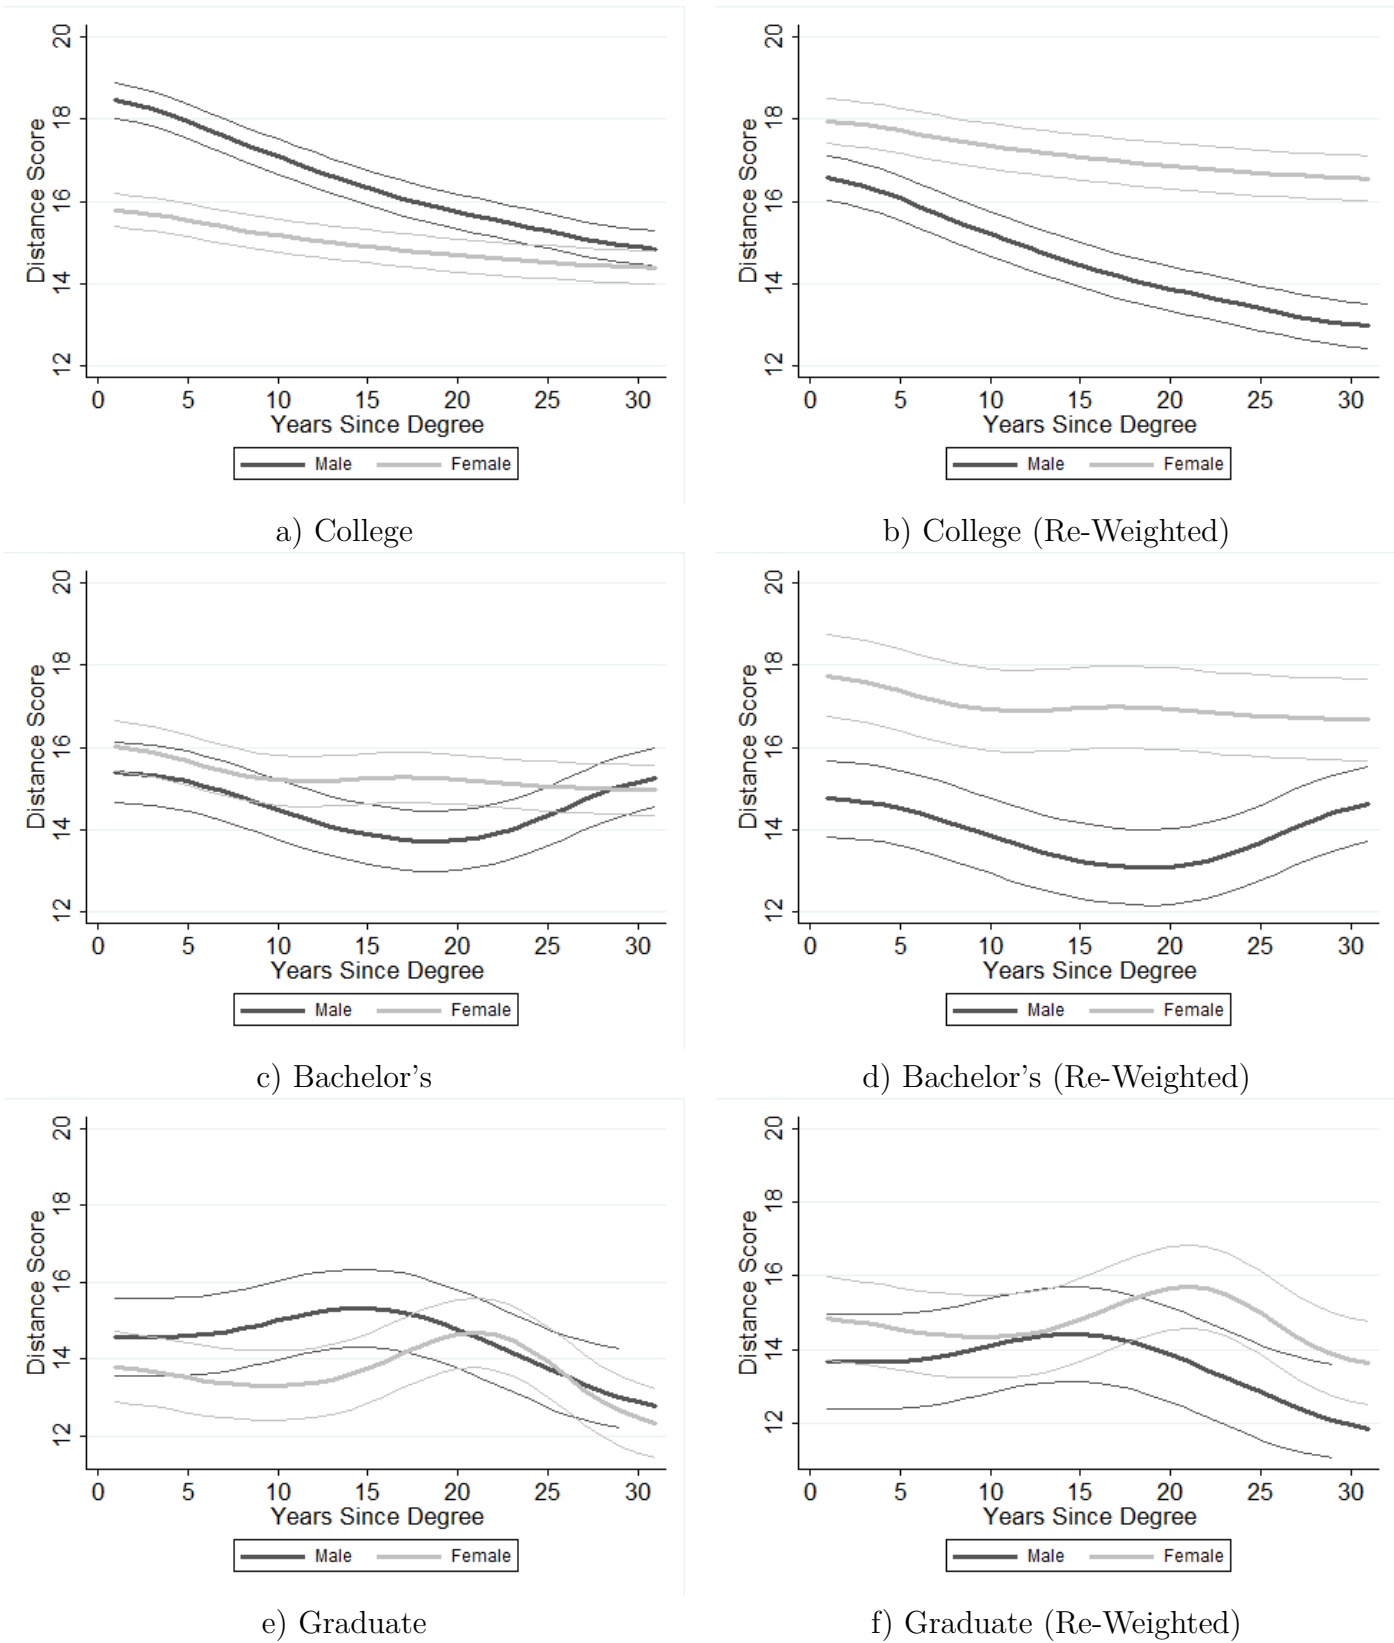 20
18
16
14
12
Distance Score
0 5 10 15 20 25 30
Years Since Degree
Male Female
a) College
20
18
16
14
12
Distance Score
0 5 10 15 20 25 30
Years Since Degree
Male Female
b) College (Re-Weighted)
20
18
16
14
12
Distance Score
0 5 10 15 20 25 30
Years Since Degree
Male Female
c) Bachelor's
20
18
16
14
12
Distance Score
0 5 10 15 20 25 30
Years Since Degree
Male Female
d) Bachelor's (Re-Weighted)
20
18
16
14
12
Distance Score
0 5 10 15 20 25 30
Years Since Degree
Male Female
e) Graduate
20
18
16
14
12
Distance Score
0 5 10 15 20 25 30
Years Since Degree
Male Female
f) Graduate (Re-Weighted)